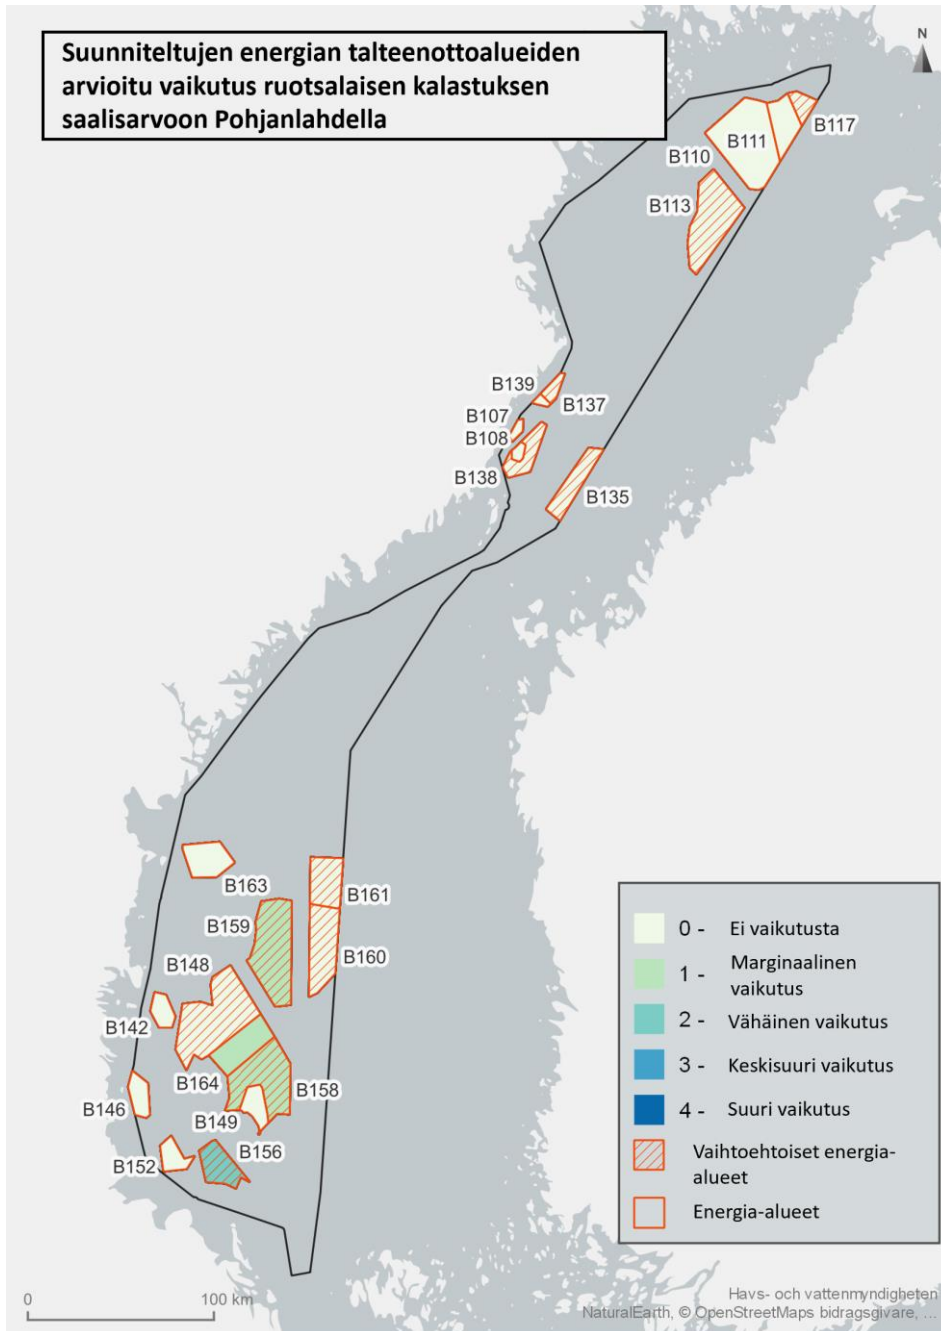 Suunniteltujen energian talteenottoalueiden
arvioitu vaikutus ruotsalaisen kalastuksen
saalisarvoon Pohjanlahdella
N
B117
B111
B110
B113
B139
B137
B107
B108
B138
B135
B163
B161
B159
B160
B148
B142
B164
B158
B146
B149
B156
B152
0 - Ei vaikutusta
1 - Marginaalinen
vaikutus
2 - Vähäinen vaikutus
3 - Keskisuuri vaikutus
4 - Suuri vaikutus
Vaihtoehtoiset energia-
alueet
Energia-alueet
0 100 km
Havs- och vattenmyndigheten
NaturalEarth, © OpenStreetMaps bidragsgivare, ...